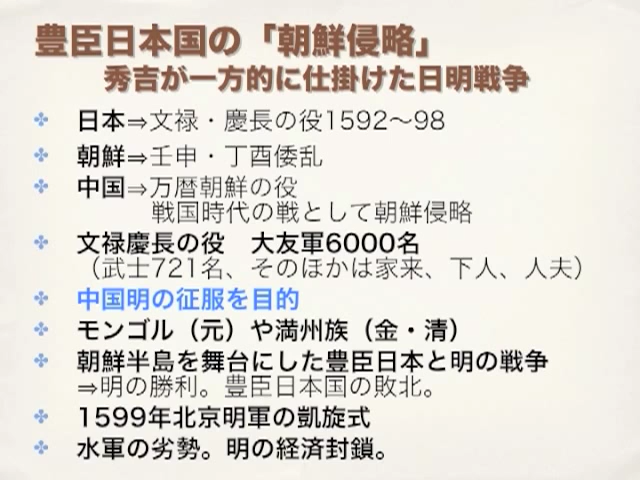 豊臣日本国の「朝鮮侵略」
秀吉が一方的に仕掛けた日明戦争
日本⇒文禄・慶長の役1592〜98
朝鮮⇒壬申・丁酉倭乱
中国⇒万暦朝鮮の役
戦国時代の戦として朝鮮侵略
文禄慶長の役　大友軍6000名
（武士721名、そのほかは家来、下人、人夫）
中国明の征服を目的
モンゴル（元）や満州族（金・清）
朝鮮半島を舞台にした豊臣日本と明の戦争
⇒明の勝利。豊臣日本国の敗北。
1599年北京明軍の凱旋式
水軍の劣勢。明の経済封鎖。